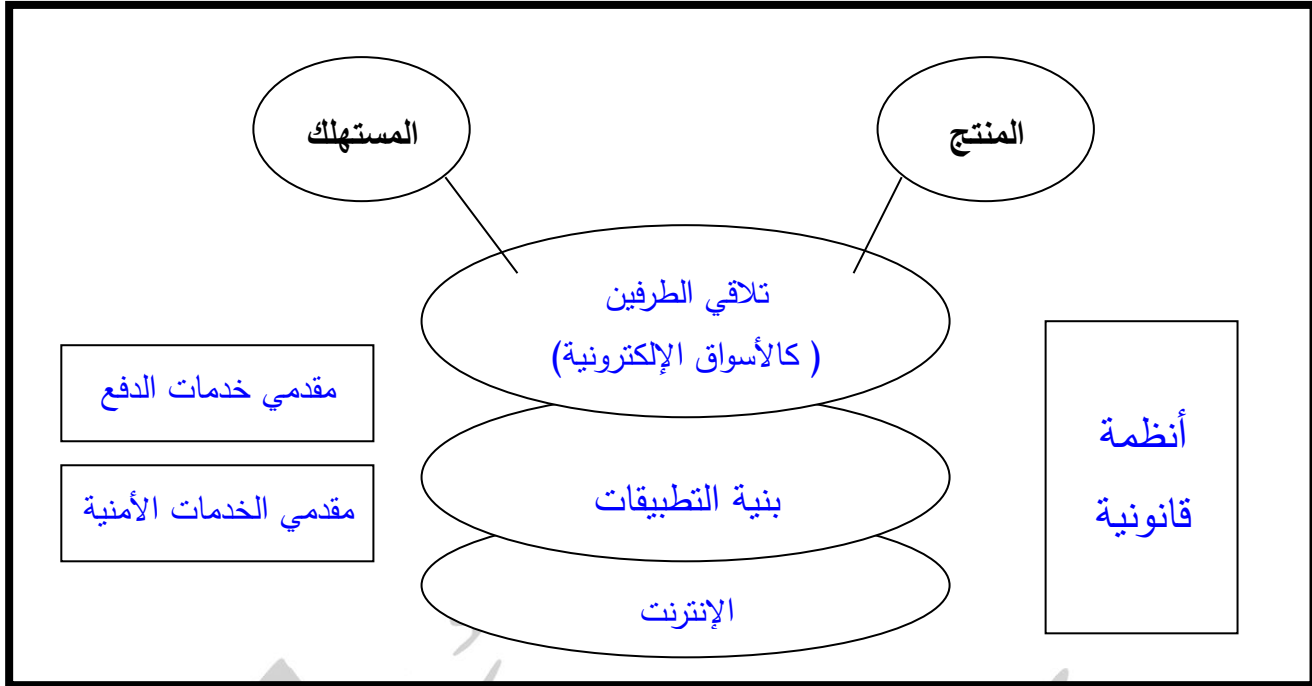 المنتج
المستهلك
تلاقي الطرفين
( كالأسواق الإلكترونية)
أنظمة
قانونية
مقدمي خدمات الدفع
مقدمي الخدمات الأمنية
بنية التطبيقات
الإنترنت